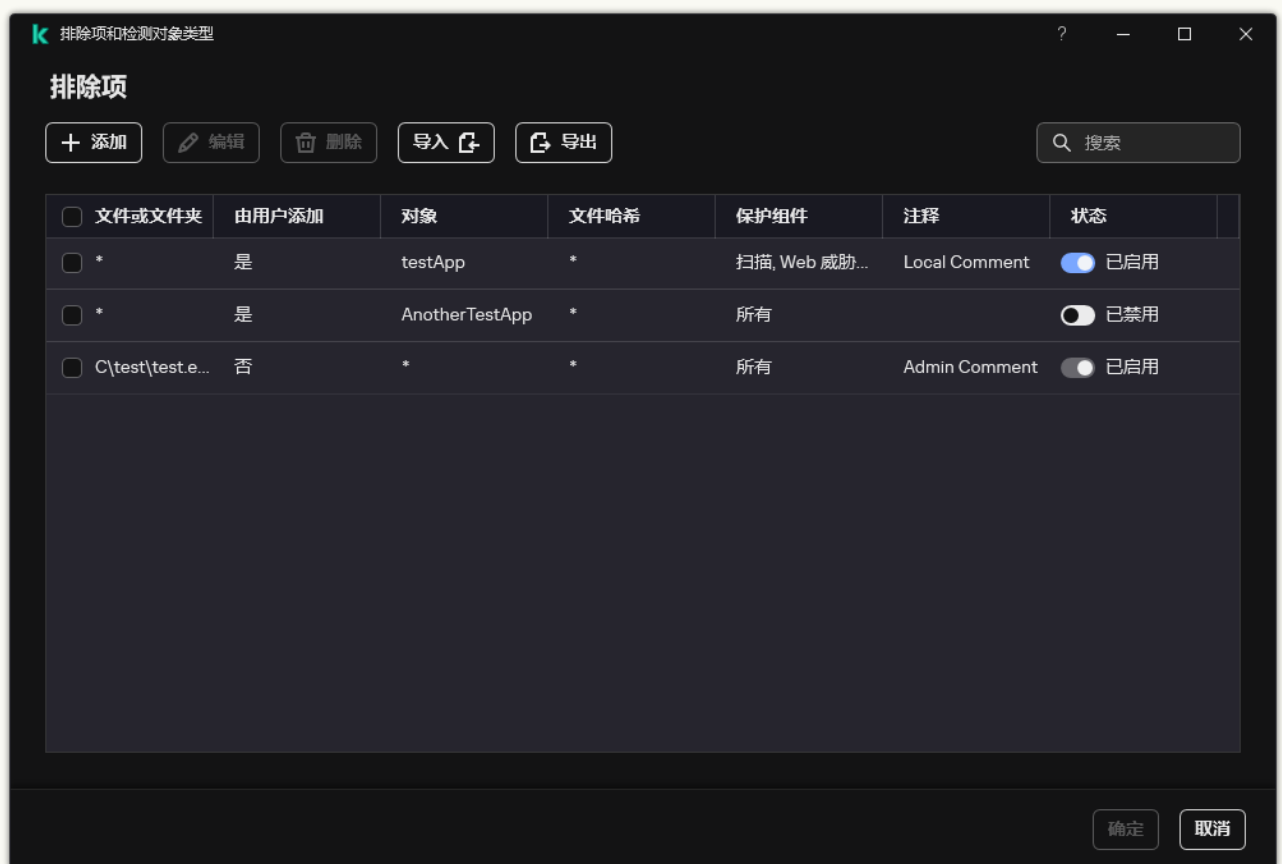 排除项和检测对象类型
?
排除项
添加 编辑 删除 导入 导出 搜索
文件或文件夹 由用户添加 对象 文件哈希 保护组件 注释 状态
* 是 testApp * 扫描, Web 威胁... Local Comment 已启用
* 是 AnotherTestApp * 所有 已禁用
C\test\test.e... 否 * * 所有 Admin Comment 已启用
确定 取消